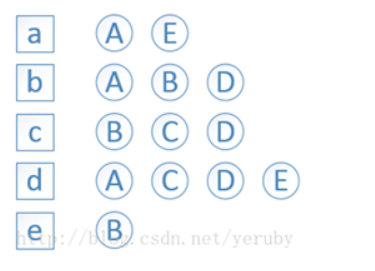 a A E
b A B D
c B C D
d A C D E
e B
http://blog.csdn.net/yeruby